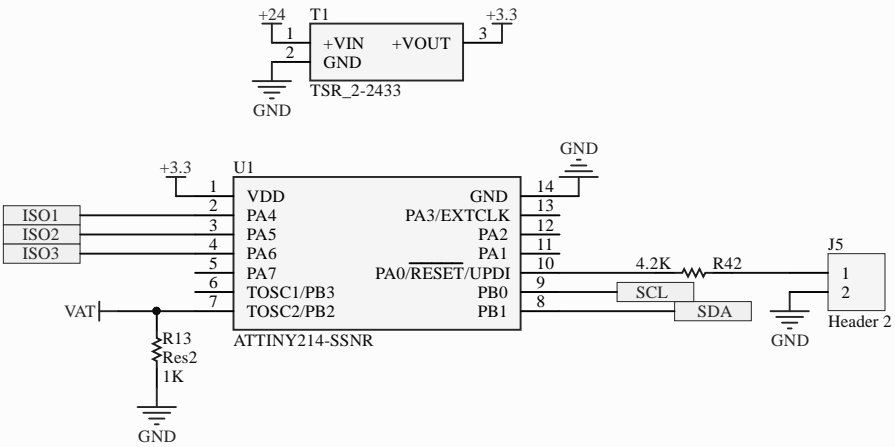 +24 T1 +3.3
1 +VIN +VOUT 3
2 GND
GND TSR_2-2433
GND
+3.3 U1
1 VDD GND 14
ISO1 2 PA4 PA3/EXTCLK 13
ISO2 3 PA5 PA2 12
ISO3 4 PA6 PA1 11
5 PA7 PA0/RESET/UPDI 10 4.2K R42
6 TOSC1/PB3 PB0 9 SCL
VAT 7 TOSC2/PB2 PB1 8 SDA
J5
1
2
Header 2
GND
ATTINY214-SSNR
R13
Res2
1K
GND